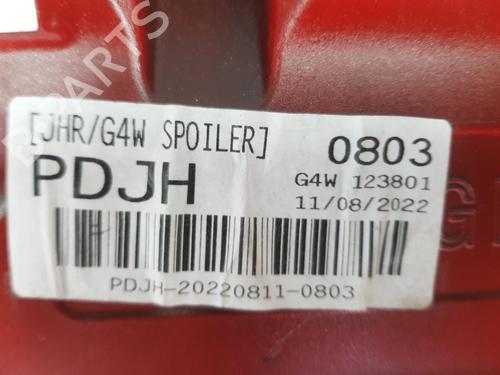 [JHR/G4W SPOILER]
0803
PDJH
G4W 123801
11/08/2022
PDJH-20220811-0803